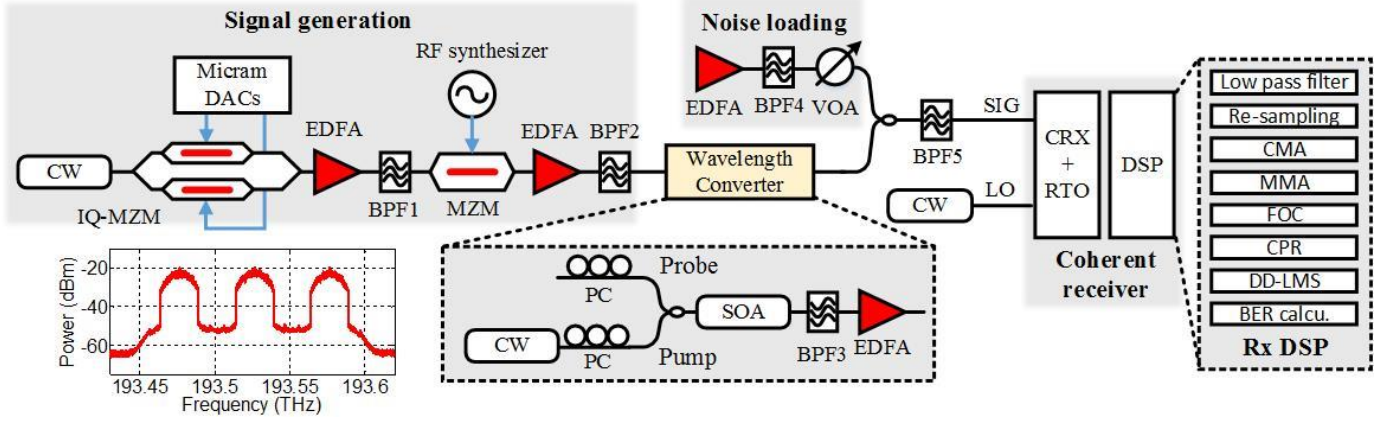 Signal generation
Micram
DACs
RF synthesizer
CW
IQ-MZM
EDFA
BPF1
MZM
EDFA
BPF2
Noise loading
EDFA
BPF4
VOA
Wavelength
Converter
BPF5
SIG
CW
LO
CRX
+
RTO
DSP
Coherent
receiver
Low pass filter
Re-sampling
CMA
MMA
FOC
CPR
DD-LMS
BER calcu.
Rx DSP
Probe
PC
CW
PC
Pump
SOA
BPF3
EDFA
Power (dBm)
-20
-40
-60
193.45
193.5
193.55
193.6
Frequency (THz)